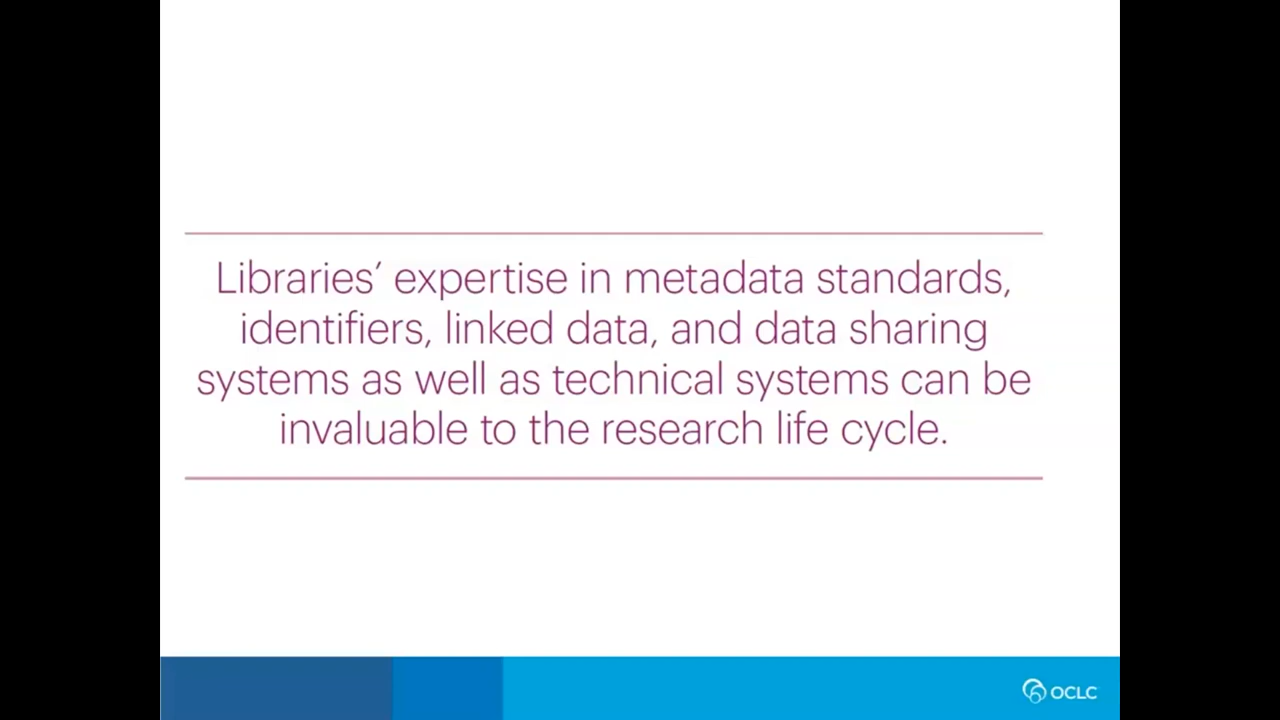 Libraries’ expertise in metadata standards,
identifiers, linked data, and data sharing
systems as well as technical systems can be
invaluable to the research life cycle.
OCLC